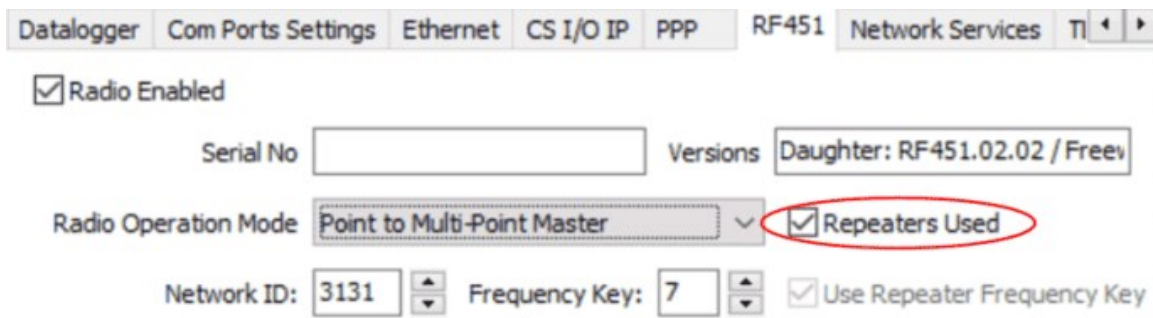 Datalogger Com Ports Settings Ethernet CS I/O IP PPP RF451 Network Services
Radio Enabled
Serial No Versions Daughter: RF451.02.02 / Freew
Radio Operation Mode Point to Multi-Point Master Repeaters Used
Network ID: 3131 Frequency Key: 7 Use Repeater Frequency Key